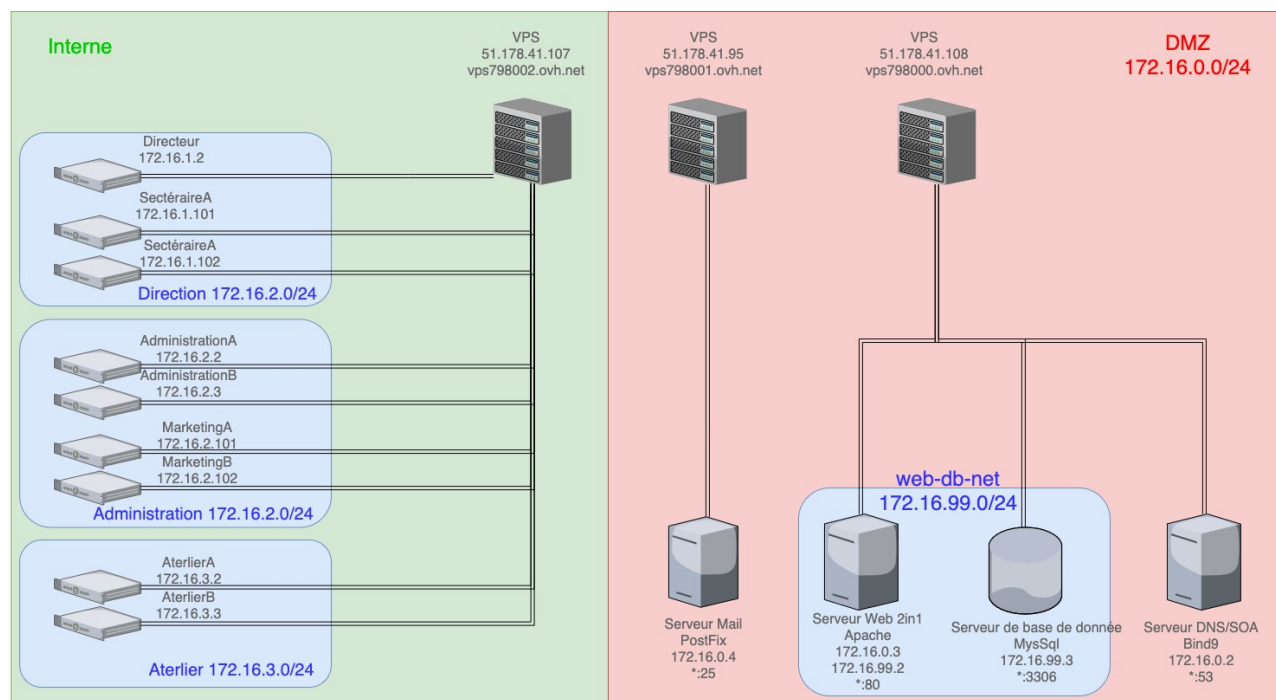 Interne
VPS
51.178.41.107
vps798002.ovh.net
Directeur
172.16.1.2
SectéraireA
172.16.1.101
SectéraireA
172.16.1.102
Direction 172.16.2.0/24
AdministrationA
172.16.2.2
AdministrationB
172.16.2.3
MarketingA
172.16.2.101
MarketingB
172.16.2.102
Administration 172.16.2.0/24
AterlierA
172.16.3.2
AterlierB
172.16.3.3
Aterlier 172.16.3.0/24
VPS
51.178.41.95
vps798001.ovh.net
VPS
51.178.41.108
vps798000.ovh.net
DMZ
172.16.0.0/24
web-db-net
172.16.99.0/24
Serveur Mail
PostFix
172.16.0.4
*:25
Serveur Web 2in1
Apache
172.16.0.3
172.16.99.2
*:80
Serveur de base de donnée
MysSql
172.16.99.3
*:3306
Serveur DNS/SOA
Bind9
172.16.0.2
*:53